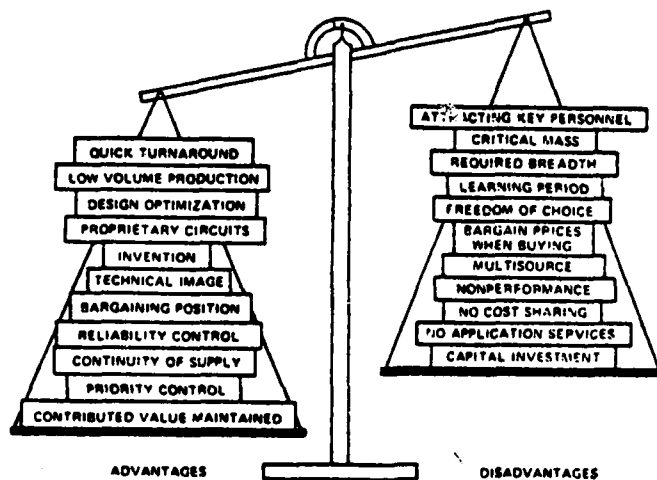 QUICK TURNAROUND
LOW VOLUME PRODUCTION
DESIGN OPTIMIZATION
PROPRIETARY CIRCUITS
INVENTION
TECHNICAL IMAGE
BARGAINING POSITION
RELIABILITY CONTROL
CONTINUITY OF SUPPLY
PRIORITY CONTROL
CONTRIBUTED VALUE MAINTAINED
ADVANTAGES
ATTRACTING KEY PERSONNEL
CRITICAL MASS
REQUIRED BREADTH
LEARNING PERIOD
FREEDOM OF CHOICE
BARGAIN PRICES
WHEN BUYING
MULTISOURCE
NONPERFORMANCE
NO COST SHARING
NO APPLICATION SERVICES
CAPITAL INVESTMENT
DISADVANTAGES